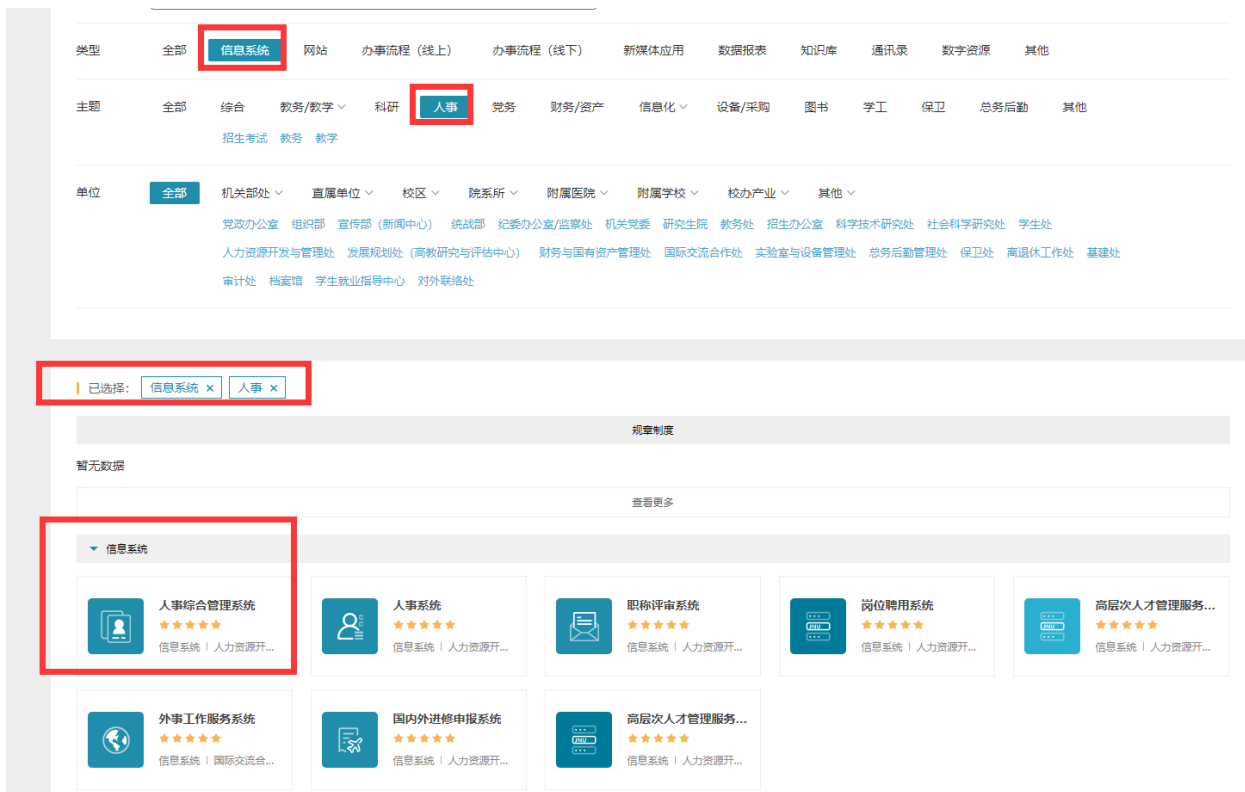 类型 全部 信息系统 网站 办事流程（线上） 办事流程（线下） 新媒体应用 数据报表 知识库 通讯录 数字资源 其他
主题 全部 综合 教务/教学 科研 人事 党务 财务/资产 信息化 设备/采购 图书 学工 保卫 总务后勤 其他
招生考试 教务 教学
单位 全部 机关部处 直属单位 校区 院系所 附属医院 附属学校 校办产业 其他
党政办公室 组织部 宣传部（新闻中心） 统战部 纪委办公室/监察处 机关党委 研究生院 教务处 招生办公室 科学技术研究处 社会科学研究处 学生处
人力资源开发与管理处 发展规划处（高教研究与评估中心） 财务与国有资产管理处 国际交流合作处 实验室与设备管理处 总务后勤管理处 保卫处 离退休工作处 基建处
审计处 档案馆 学生就业指导中心 对外联络处
已选择： 信息系统 × 人事 ×
规章制度
暂无数据
查看更多
信息系统
人事综合管理系统 人事系统 职称评审系统 岗位聘用系统 高层次人才管理服务...
JNU JNU
信息系统 | 人力资源开... 信息系统 | 人力资源开... 信息系统 | 人力资源开... 信息系统 | 人力资源开... 信息系统 | 人力资源开...
外事工作服务系统 国内外进修申报系统 高层次人才管理服务...
JNU
信息系统 | 国际交流合... 信息系统 | 人力资源开... 信息系统 | 人力资源开...